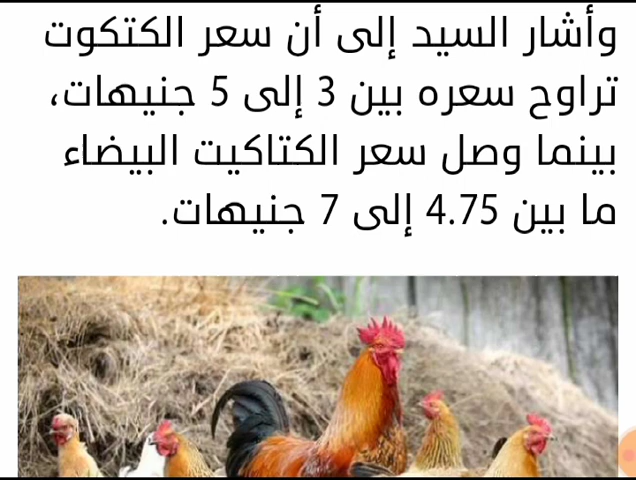 وأشار السيد إلى أن سعر الكتكوت
تراوح سعره بين 3 إلى 5 جنيهات،
بينما وصل سعر الكتاكيت البيضاء
ما بين 4.75 إلى 7 جنيهات.